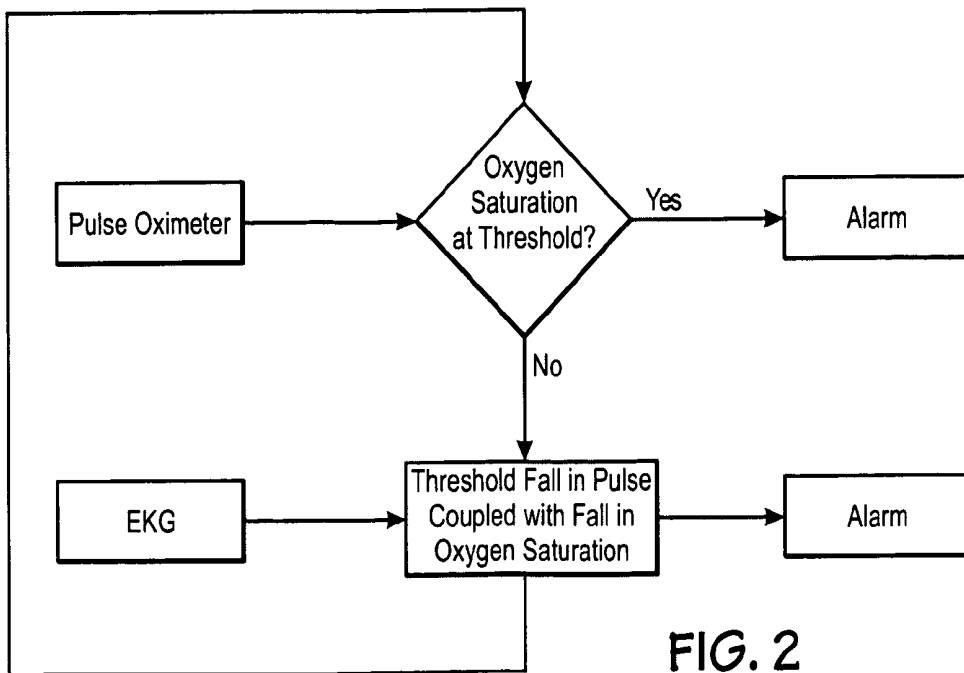 Oxygen
Saturation
at Threshold?
Pulse Oximeter
Yes
Alarm
No
Threshold Fall in Pulse
Coupled with Fall in
Oxygen Saturation
EKG
Alarm
FIG. 2